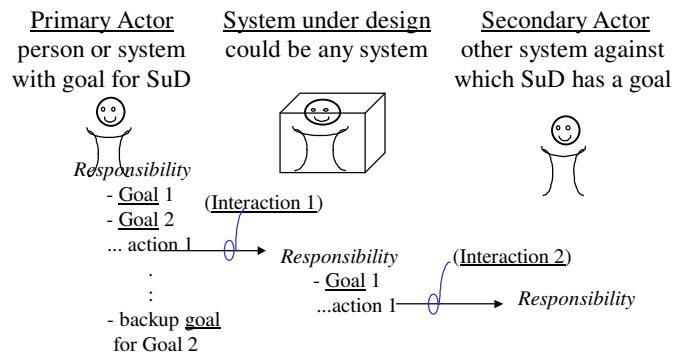 Primary Actor
person or system
with goal for SuD
System under design
could be any system
Secondary Actor
other system against
which SuD has a goal
Responsibility
- Goal 1
- Goal 2
... action 1
.
:
- backup goal
for Goal 2
(Interaction 1)
Responsibility
- Goal 1
...action 1
(Interaction 2)
Responsibility